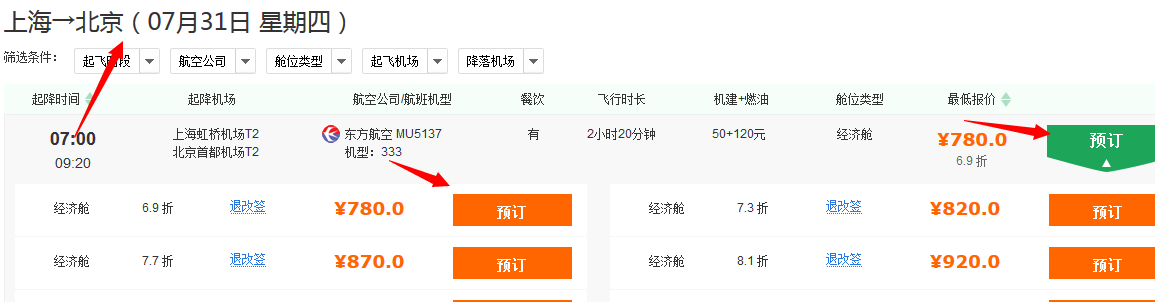 上海→北京（07月31日 星期四）
筛选条件： 起飞时段 航空公司 舱位类型 起飞机场 降落机场
起降时间 起降机场 航空公司/航班机型 餐饮 飞行时长 机建+燃油 舱位类型 最低报价
07:00 上海虹桥机场T2 东方航空 MU5137 有 2小时20分钟 50+120元 经济舱 ¥780.0 预订
09:20 北京首都机场T2 机型：333 6.9 折
经济舱 6.9 折 退改签 ¥780.0 预订 经济舱 7.3 折 退改签 ¥820.0 预订
经济舱 7.7 折 退改签 ¥870.0 预订 经济舱 8.1 折 退改签 ¥920.0 预订